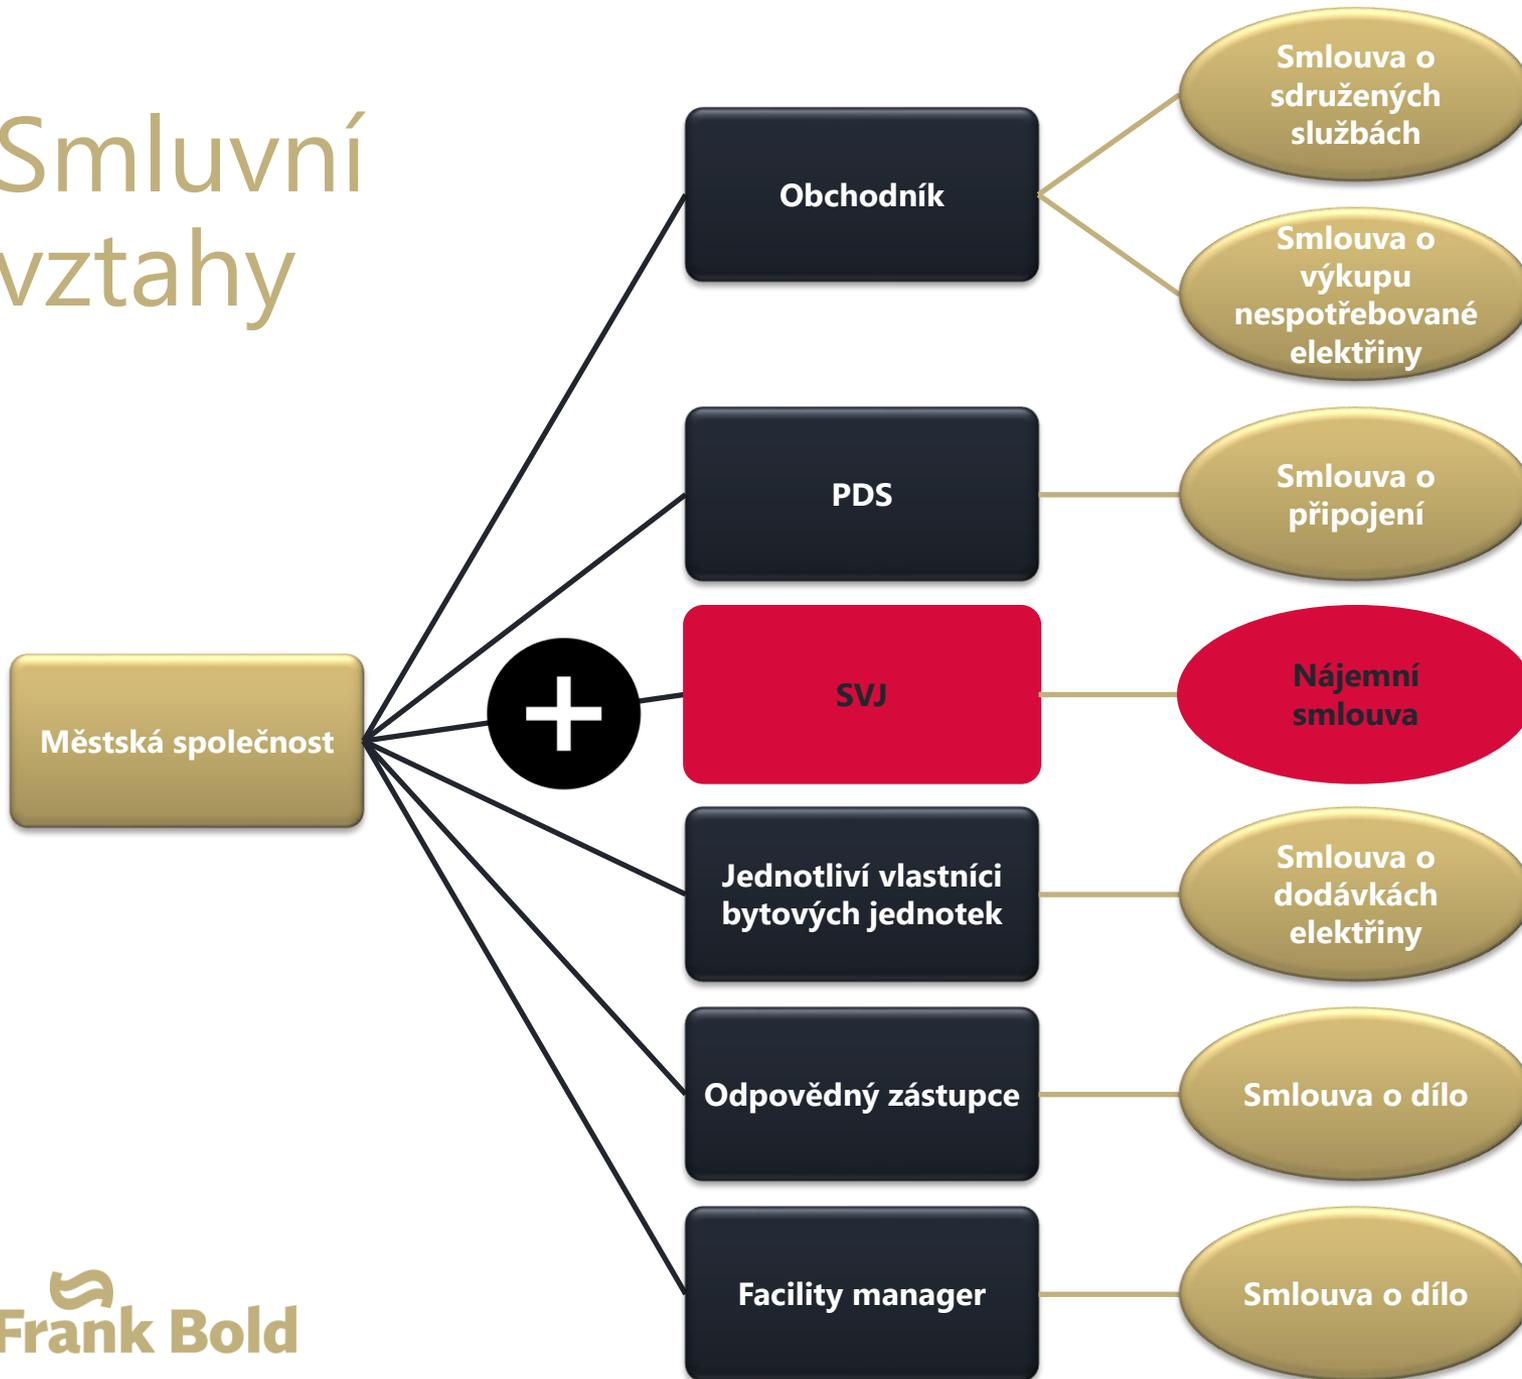 Smluvní
vztahy
Městská společnost
Obchodník
Smlouva o
sdružených
službách
Smlouva o
výkupu
nespotřebované
elektřiny
PDS
Smlouva o
připojení
SVJ
Nájemní
smlouva
Jednotliví vlastníci
bytových jednotek
Smlouva o
dodávkách
elektřiny
Odpovědný zástupce
Smlouva o dílo
Facility manager
Smlouva o dílo
Frank Bold